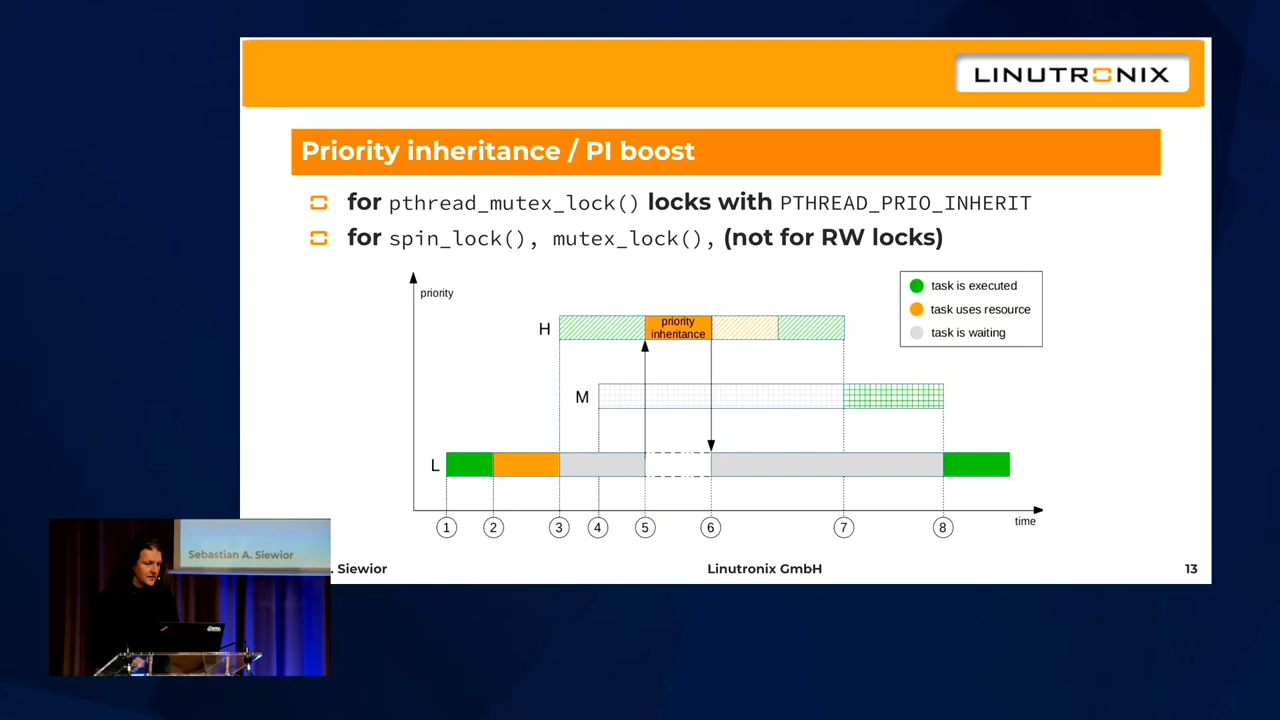 LINUTRONIX
Priority inheritance / PI boost
for pthread_mutex_lock() locks with PTHREAD_PRIO_INHERIT
for spin_lock(), mutex_lock(), (not for RW locks)
priority
task is executed
task uses resource
task is waiting
H
priority
inheritance
M
L
1 2 3 4 5 6 7 8
time
Sebastian A. Siewior
. Siewior
Linutronix GmbH
13